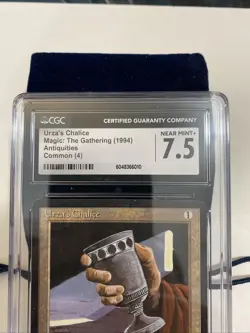 CGC CERTIFIED GUARANTY COMPANY
Urza's Chalice
Magic: The Gathering (1994)
Antiquities
Common (4)
6048366010
NEAR MINT+
7.5
Urza's Chalice 1